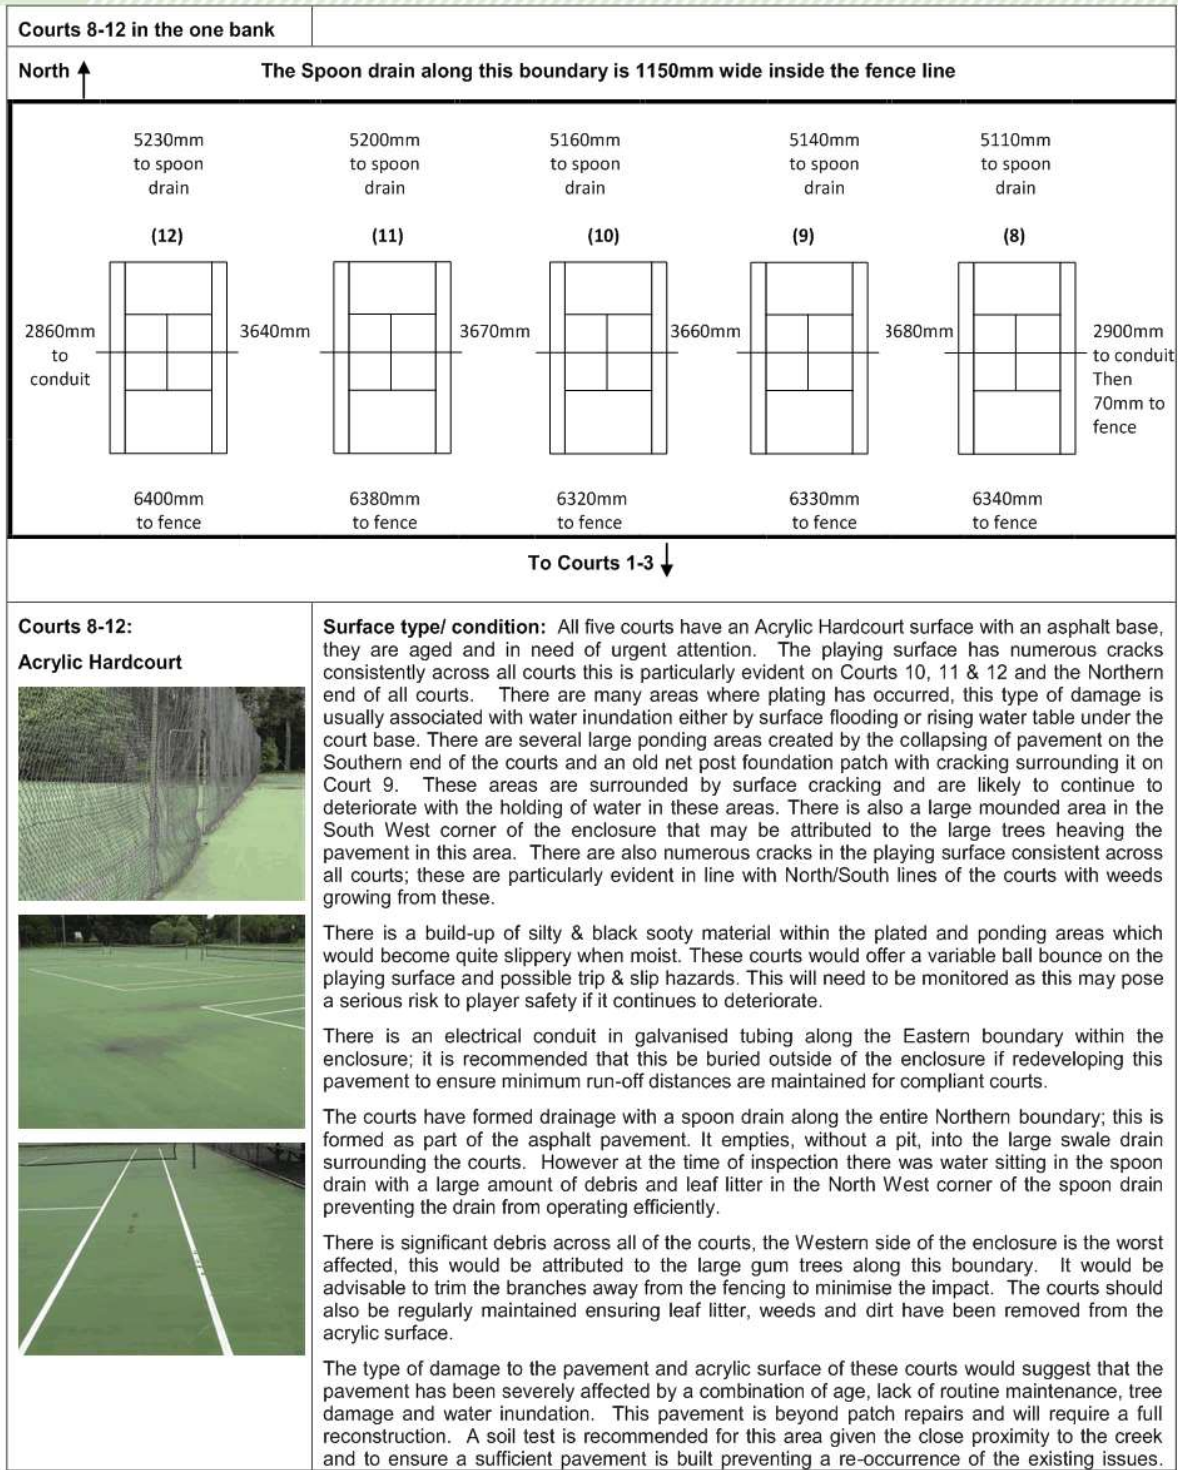 Courts 8-12 in the one bank
North
The Spoon drain along this boundary is 1150mm wide inside the fence line
5230mm
to spoon
drain
5200mm
to spoon
drain
5160mm
to spoon
drain
5140mm
to spoon
drain
5110mm
to spoon
drain
(12)
(11)
(10)
(9)
(8)
2860mm
to
conduit
3640mm
3670mm
3660mm
3680mm
2900mm
to conduit
Then
70mm to
fence
6400mm
to fence
6380mm
to fence
6320mm
to fence
6330mm
to fence
6340mm
to fence
To Courts 1-3
Courts 8-12:
Acrylic Hardcourt
Surface type/ condition: All five courts have an Acrylic Hardcourt surface with an asphalt base,
they are aged and in need of urgent attention. The playing surface has numerous cracks
consistently across all courts this is particularly evident on Courts 10, 11 & 12 and the Northern
end of all courts. There are many areas where plating has occurred, this type of damage is
usually associated with water inundation either by surface flooding or rising water table under the
court base. There are several large ponding areas created by the collapsing of pavement on the
Southern end of the courts and an old net post foundation patch with cracking surrounding it on
Court 9. These areas are surrounded by surface cracking and are likely to continue to
deteriorate with the holding of water in these areas. There is also a large mounded area in the
South West corner of the enclosure that may be attributed to the large trees heaving the
pavement in this area. There are also numerous cracks in the playing surface consistent across
all courts; these are particularly evident in line with North/South lines of the courts with weeds
growing from these.
There is a build-up of silty & black sooty material within the plated and ponding areas which
would become quite slippery when moist. These courts would offer a variable ball bounce on the
playing surface and possible trip & slip hazards. This will need to be monitored as this may pose
a serious risk to player safety if it continues to deteriorate.
There is an electrical conduit in galvanised tubing along the Eastern boundary within the
enclosure; it is recommended that this be buried outside of the enclosure if redeveloping this
pavement to ensure minimum run-off distances are maintained for compliant courts.
The courts have formed drainage with a spoon drain along the entire Northern boundary; this is
formed as part of the asphalt pavement. It empties, without a pit, into the large swale drain
surrounding the courts. However at the time of inspection there was water sitting in the spoon
drain with a large amount of debris and leaf litter in the North West corner of the spoon drain
preventing the drain from operating efficiently.
There is significant debris across all of the courts, the Western side of the enclosure is the worst
affected, this would be attributed to the large gum trees along this boundary. It would be
advisable to trim the branches away from the fencing to minimise the impact. The courts should
also be regularly maintained ensuring leaf litter, weeds and dirt have been removed from the
acrylic surface.
The type of damage to the pavement and acrylic surface of these courts would suggest that the
pavement has been severely affected by a combination of age, lack of routine maintenance, tree
damage and water inundation. This pavement is beyond patch repairs and will require a full
reconstruction. A soil test is recommended for this area given the close proximity to the creek
and to ensure a sufficient pavement is built preventing a re-occurrence of the existing issues.